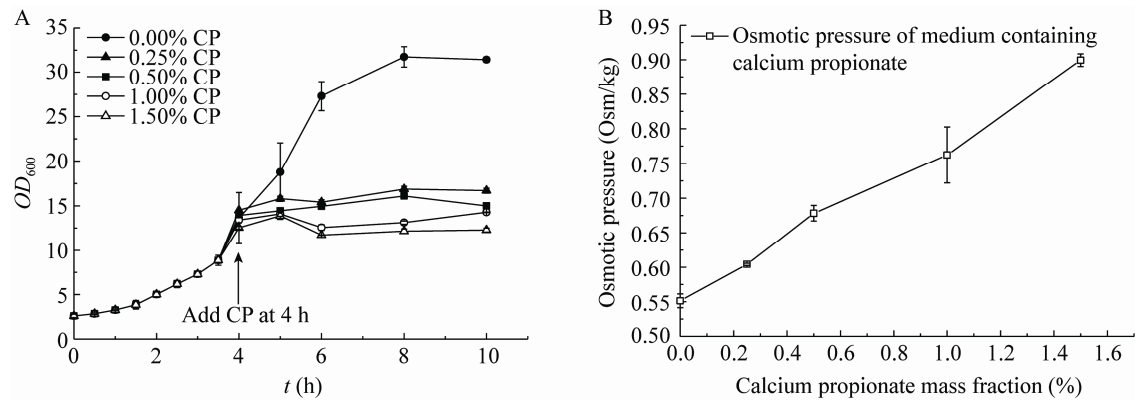 A
35
30
25
20
15
10
5
0
OD600
0.00% CP
0.25% CP
0.50% CP
1.00% CP
1.50% CP
Add CP at 4 h
0 2 4 6 8 10
t (h)
B
0.95
0.90
0.85
0.80
0.75
0.70
0.65
0.60
0.55
0.50
Osmotic pressure (Osm/kg)
Osmotic pressure of medium containing
calcium propionate
0.0 0.2 0.4 0.6 0.8 1.0 1.2 1.4 1.6
Calcium propionate mass fraction (%)